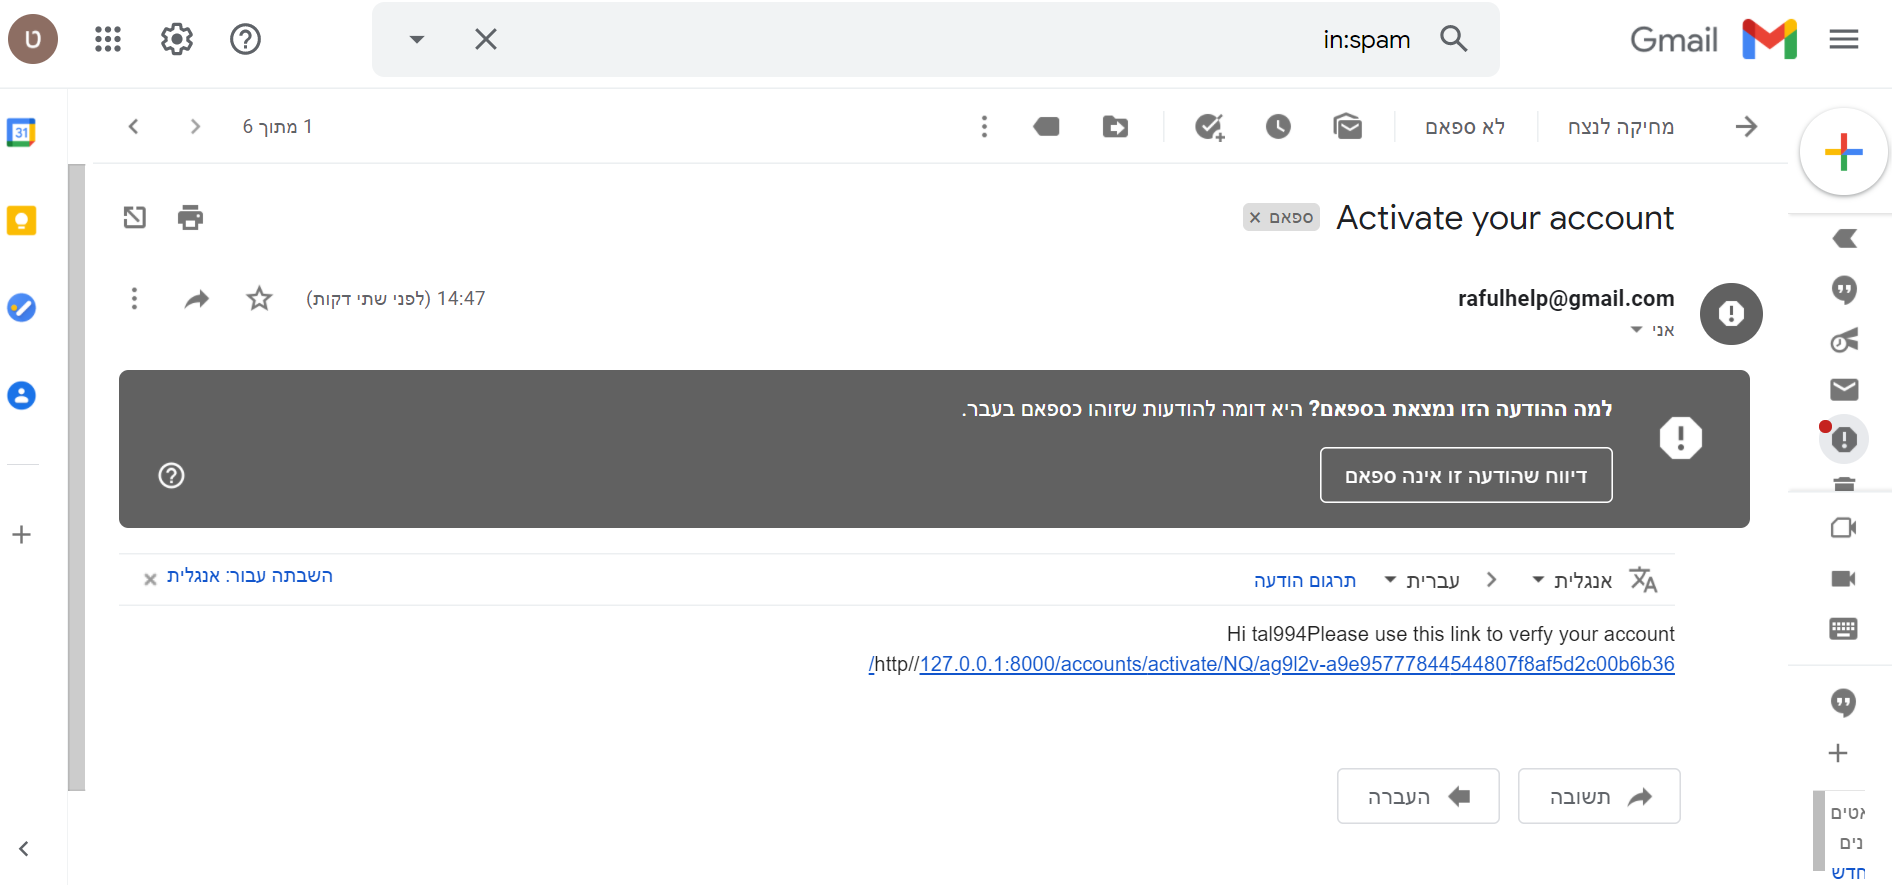 Gmail
in:spam
ט
מחיקה לנצח
לא ספאם
1 מתוך 6
31
Activate your account
ספאם ×
rafulhelp@gmail.com
14:47 (לפני שתי דקות)
אני
למה ההודעה הזו נמצאת בספאם? היא דומה להודעות שזוהו כספאם בעבר.
דיווח שהודעה זו אינה ספאם
אנגלית
עברית
תרגום הודעה
השבתה עבור: אנגלית
Hi tal994Please use this link to verfy your account
/http//127.0.0.1:8000/accounts/activate/NQ/ag9l2v-a9e95777844544807f8af5d2c00b6b36
תשובה
העברה
נים
חדש